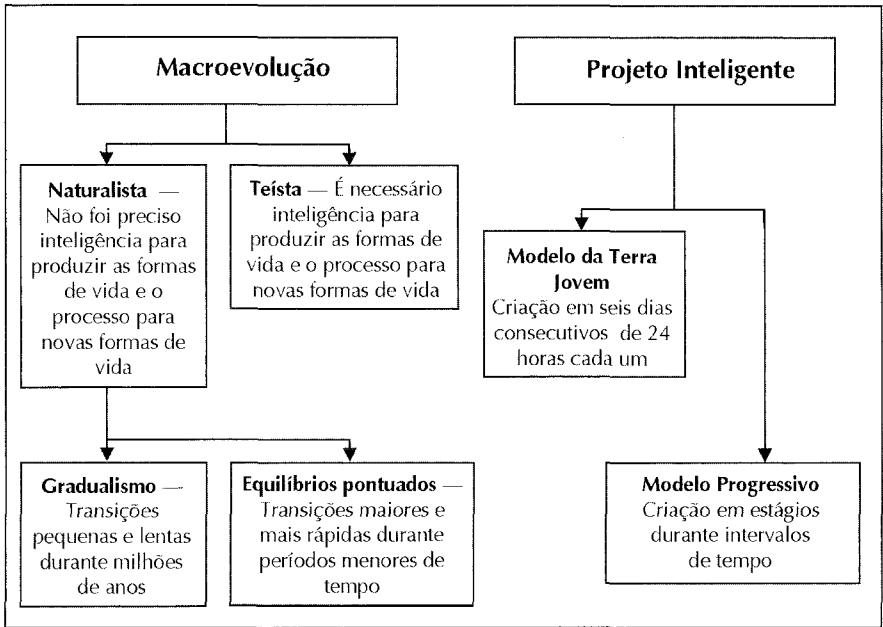 Macroevolução
Projeto Inteligente
Naturalista —
Não foi preciso
inteligência para
produzir as formas
de vida e o
processo para
novas formas de
vida
Teísta — É necessário
inteligência para
produzir as formas de
vida e o processo para
novas formas de vida
Modelo da Terra
Jovem
Criação em seis dias
consecutivos de 24
horas cada um
Gradualismo —
Transições
pequenas e lentas
durante milhões
de anos
Equilíbrios pontuados —
Transições maiores e
mais rápidas durante
períodos menores de
tempo
Modelo Progressivo
Criação em estágios
durante intervalos
de tempo